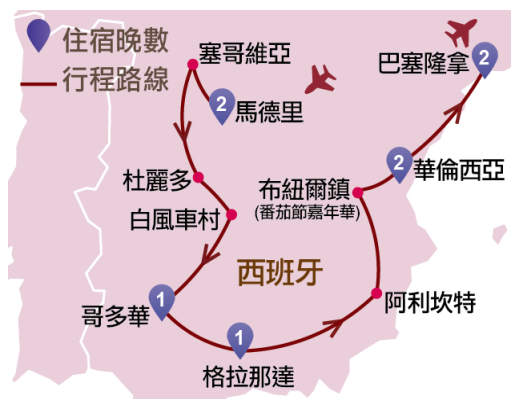 住宿晚數
行程路線
塞哥維亞
巴塞隆拿
2
2
馬德里
杜麗多
2
華倫西亞
布紐爾鎮
(番茄節嘉年華)
白風車村
西班牙
1
哥多華
阿利坎特
1
格拉那達